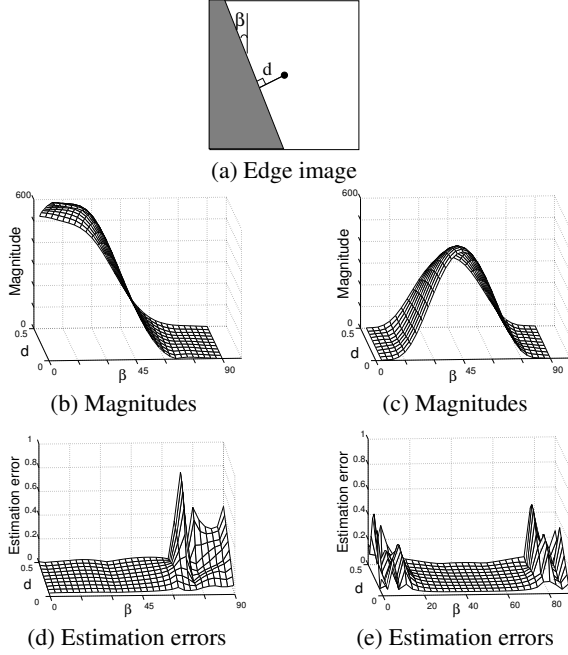 β
d
(a) Edge image
600
Magnitude
0
0.5
d
0
0
β
45
90
(b) Magnitudes
600
Magnitude
0
0.5
d
0
0
β
45
90
(c) Magnitudes
1
0.8
0.6
0.4
0.2
0
Estimation error
0.5
d
0
0
β
45
90
(d) Estimation errors
1
0.8
0.6
0.4
0.2
0
Estimation error
0.5
d
0
0
20
40
β
60
80
(e) Estimation errors